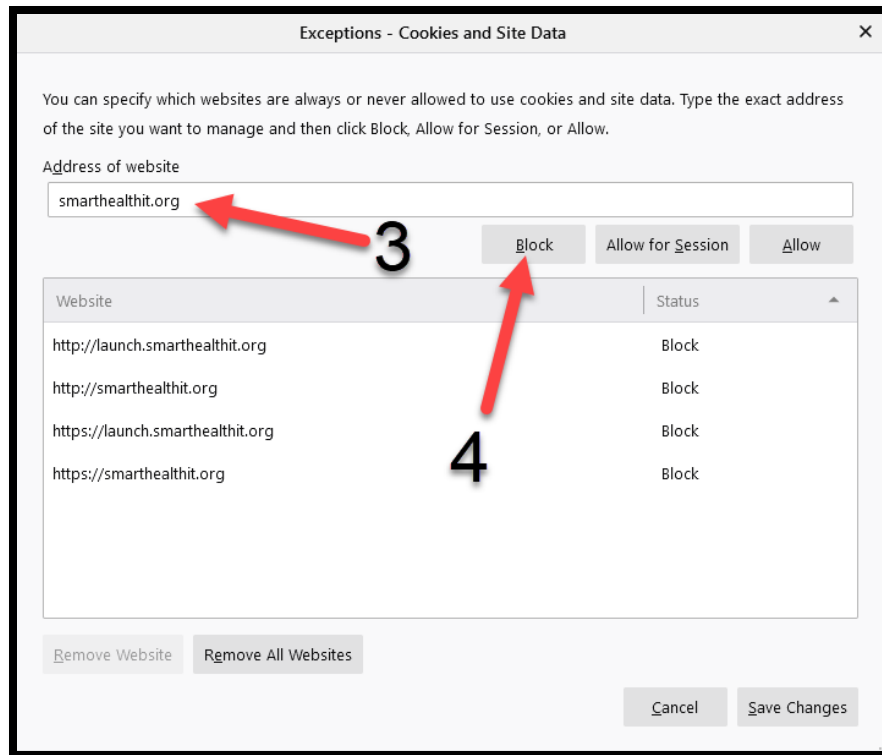 Exceptions - Cookies and Site Data
You can specify which websites are always or never allowed to use cookies and site data. Type the exact address
of the site you want to manage and then click Block, Allow for Session, or Allow.
Address of website
smarthealthit.org
3
Block Allow for Session Allow
Website Status
http://launch.smarthealthit.org Block
http://smarthealthit.org Block
https://launch.smarthealthit.org Block
4
https://smarthealthit.org Block
Remove Website Remove All Websites
Cancel Save Changes